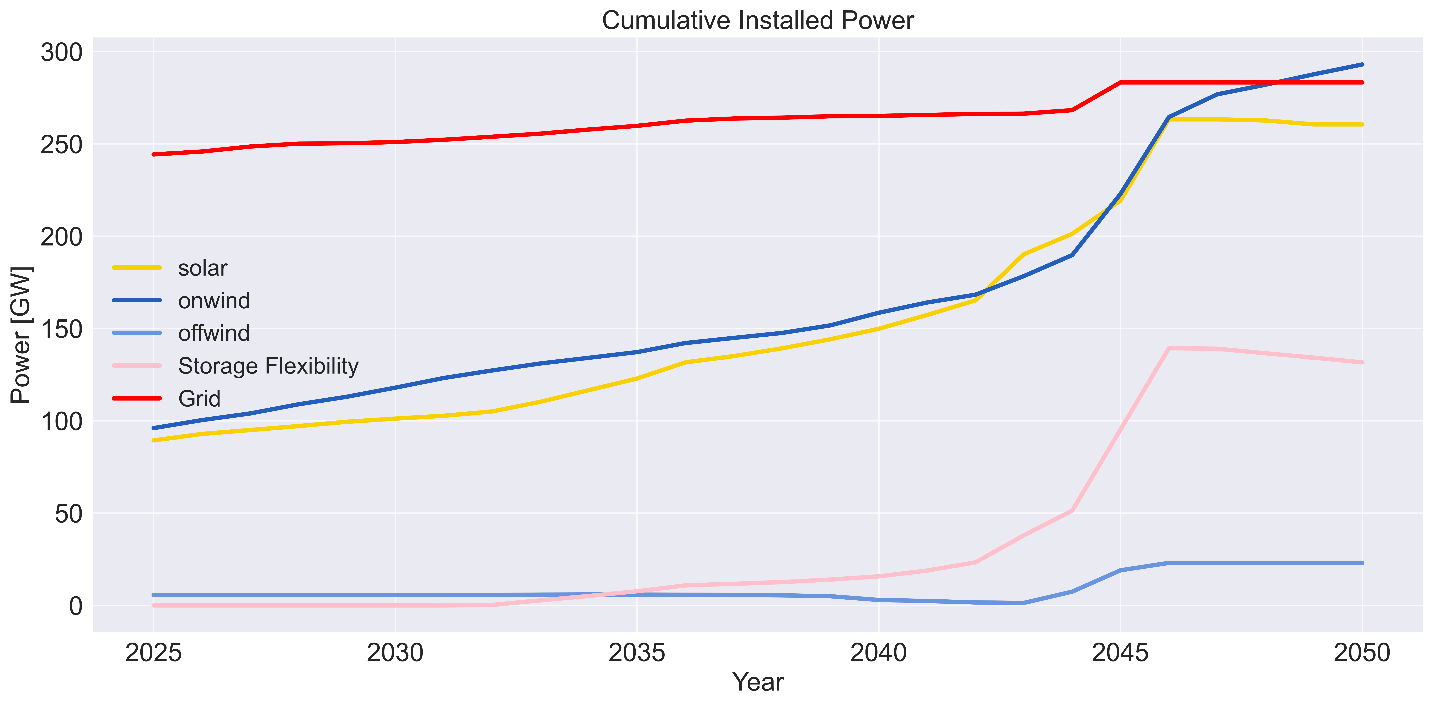 Cumulative Installed Power
300
250
200
150
100
50
0
Power [GW]
solar
onwind
offwind
Storage Flexibility
Grid
2025 2030 2035 2040 2045 2050
Year